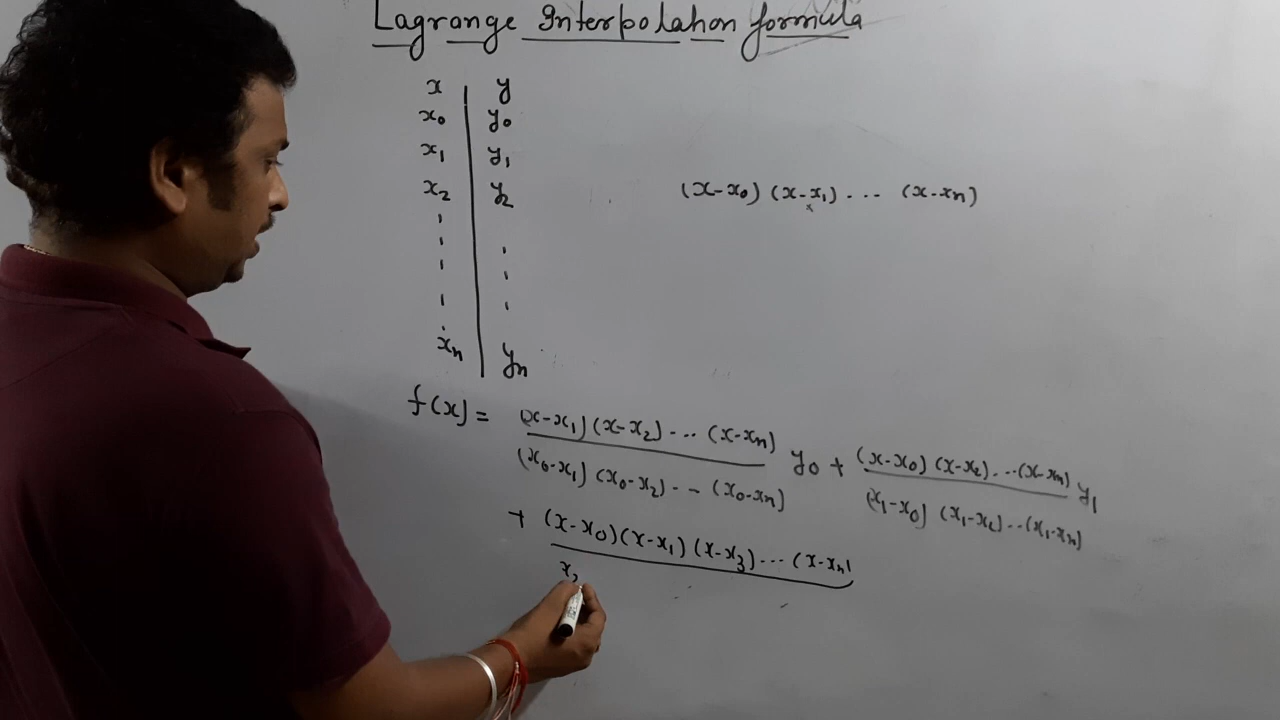 Lagrange Interpolation formula
x | y
x₀ | y₀
x₁ | y₁
x₂ | y₂
(x-x₀) (x-x₁) ... (x-xₙ)
xₙ | yₙ
f(x) = (x-x₁)(x-x₂)...(x-xₙ) / (x₀-x₁)(x₀-x₂)...(x₀-xₙ) y₀ + (x-x₀)(x-x₂)...(x-xₙ) / (x₁-x₀)(x₁-x₂)...(x₁-xₙ) y₁
+ (x-x₀)(x-x₁)(x-x₃)...(x-xₙ)